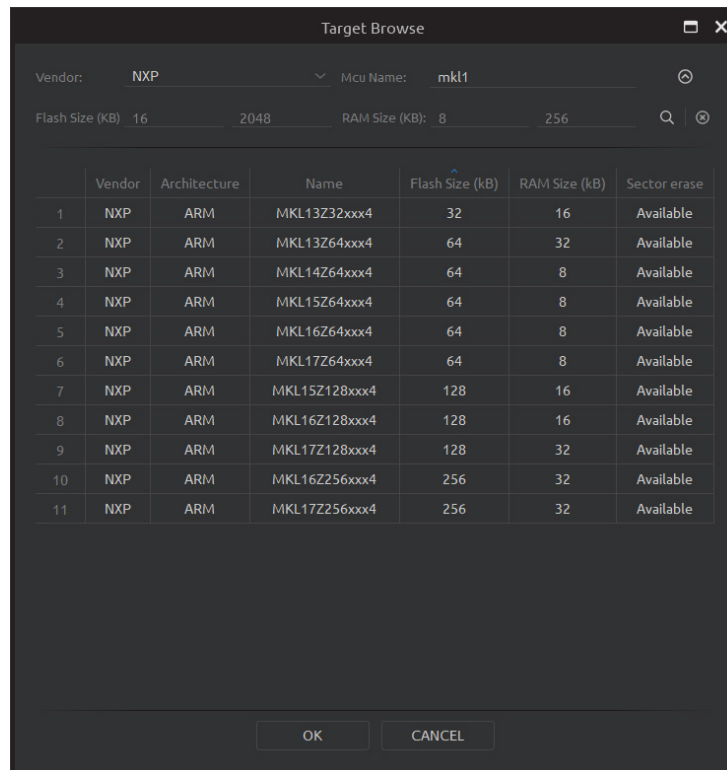 Target Browse
Vendor: NXP Mcu Name: mkl1
Flash Size (KB) 16 2048 RAM Size (KB): 8 256
Vendor Architecture Name Flash Size (kB) RAM Size (kB) Sector erase
1 NXP ARM MKL13Z32xxx4 32 16 Available
2 NXP ARM MKL13Z64xxx4 64 32 Available
3 NXP ARM MKL14Z64xxx4 64 8 Available
4 NXP ARM MKL15Z64xxx4 64 8 Available
5 NXP ARM MKL16Z64xxx4 64 8 Available
6 NXP ARM MKL17Z64xxx4 64 8 Available
7 NXP ARM MKL15Z128xxx4 128 16 Available
8 NXP ARM MKL16Z128xxx4 128 16 Available
9 NXP ARM MKL17Z128xxx4 128 32 Available
10 NXP ARM MKL16Z256xxx4 256 32 Available
11 NXP ARM MKL17Z256xxx4 256 32 Available
OK CANCEL